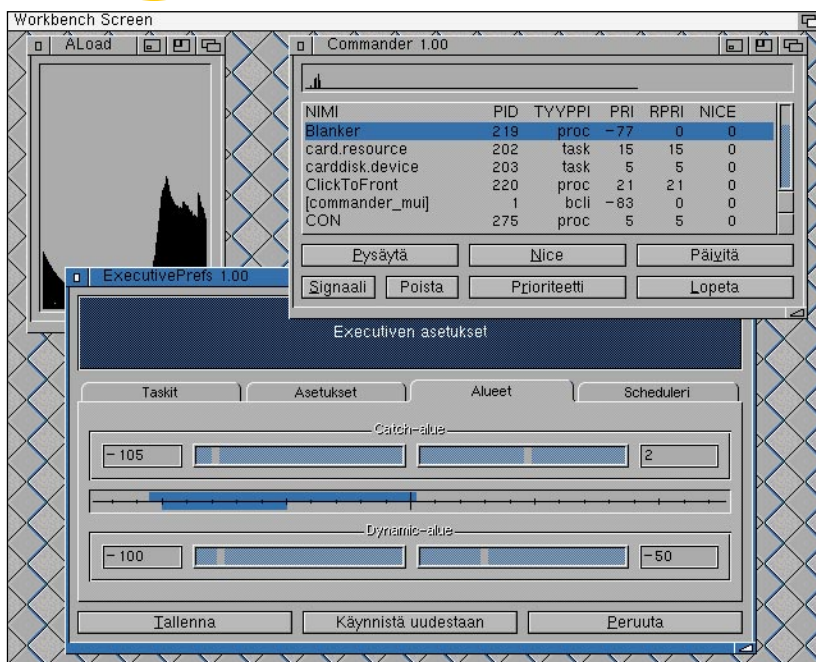 Workbench Screen
ALoad
Commander 1.00
NIMI PID TYYPPI PRI RPRI NICE
Blanker 219 proc -77 0 0
card.resource 202 task 15 15 0
carddisk.device 203 task 5 5 0
ClickToFront 220 proc 21 21 0
[commander_mui] 1 bcli -83 0 0
CON 275 proc 5 5 0
Pysäytä Nice Päivitä
Signaali Poista Prioriteetti Lopeta
ExecutivePrefs 1.00
Executiven asetukset
Taskit Asetukset Alueet Scheduleri
Catch-alue
-105 2
Dynamic-alue
-100 -50
Tallenna Käynnistä uudestaan Peruuta